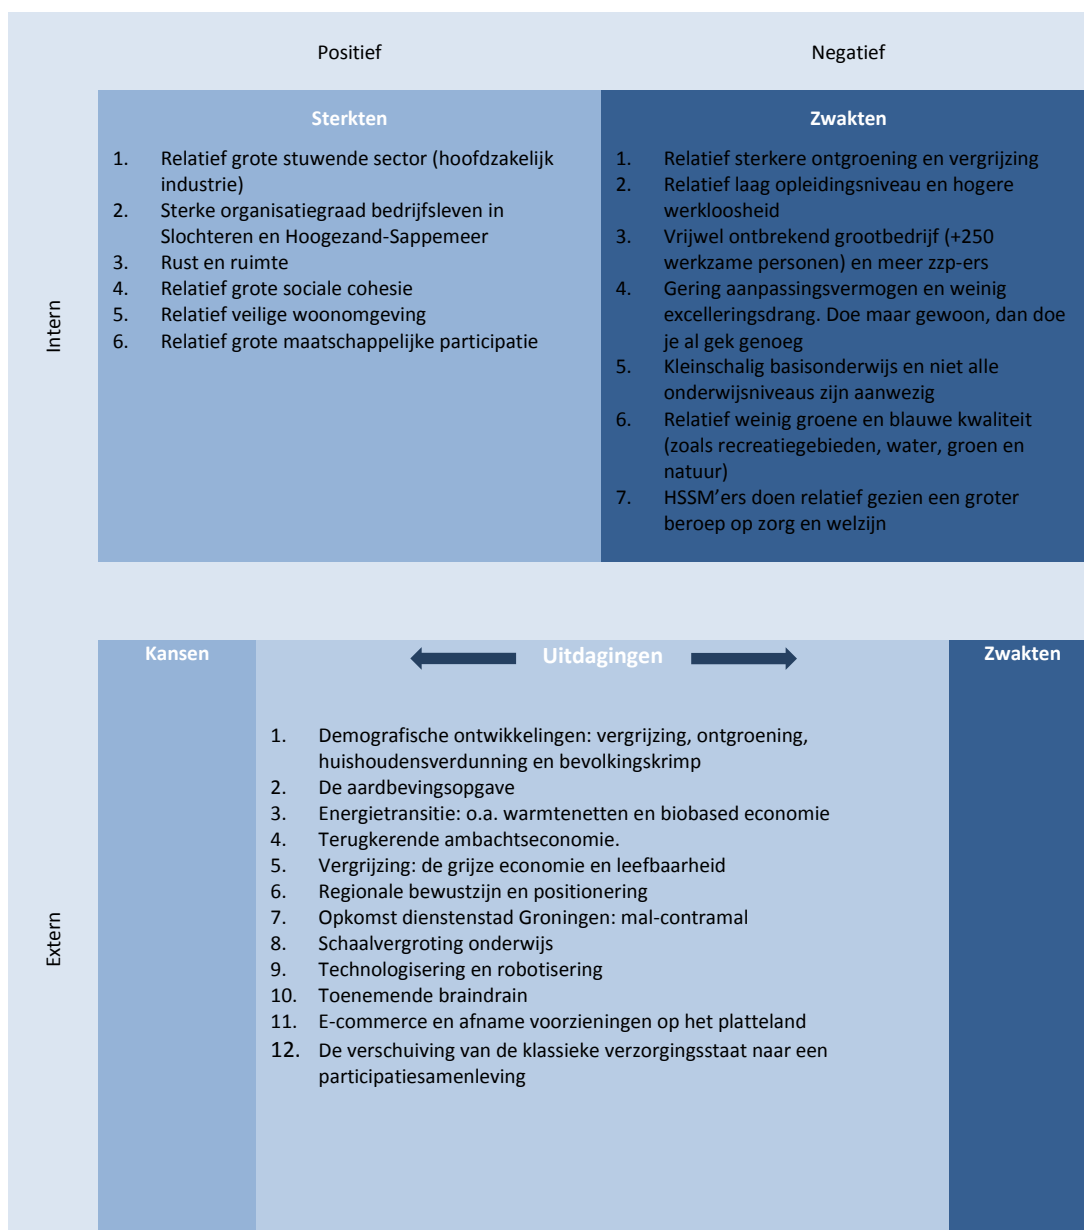 Positief
Negatief
Intern
Sterkten
1. Relatief grote stuwende sector (hoofdzakelijk
industrie)
2. Sterke organisatiegraad bedrijfsleven in
Slochteren en Hoogezand-Sappemeer
3. Rust en ruimte
4. Relatief grote sociale cohesie
5. Relatief veilige woonomgeving
6. Relatief grote maatschappelijke participatie
Zwakten
1. Relatief sterkere ontgroening en vergrijzing
2. Relatief laag opleidingsniveau en hogere
werkloosheid
3. Vrijwel ontbrekend grootbedrijf (+250
werkzame personen) en meer zzp-ers
4. Gering aanpassingsvermogen en weinig
excelleringsdrang. Doe maar gewoon, dan doe
je al gek genoeg
5. Kleinschalig basisonderwijs en niet alle
onderwijsniveaus zijn aanwezig
6. Relatief weinig groene en blauwe kwaliteit
(zoals recreatiegebieden, water, groen en
natuur)
7. HSSM’ers doen relatief gezien een groter
beroep op zorg en welzijn
Extern
Kansen
Uitdagingen
Zwakten
1. Demografische ontwikkelingen: vergrijzing, ontgroening,
huishoudensverdunning en bevolkingskrimp
2. De aardbevingsopgave
3. Energietransitie: o.a. warmtenetten en biobased economie
4. Terugkerende ambachtseconomie.
5. Vergrijzing: de grijze economie en leefbaarheid
6. Regionale bewustzijn en positionering
7. Opkomst dienstenstad Groningen: mal-contramal
8. Schaalvergroting onderwijs
9. Technologisering en robotisering
10. Toenemende braindrain
11. E-commerce en afname voorzieningen op het platteland
12. De verschuiving van de klassieke verzorgingsstaat naar een
participatiesamenleving